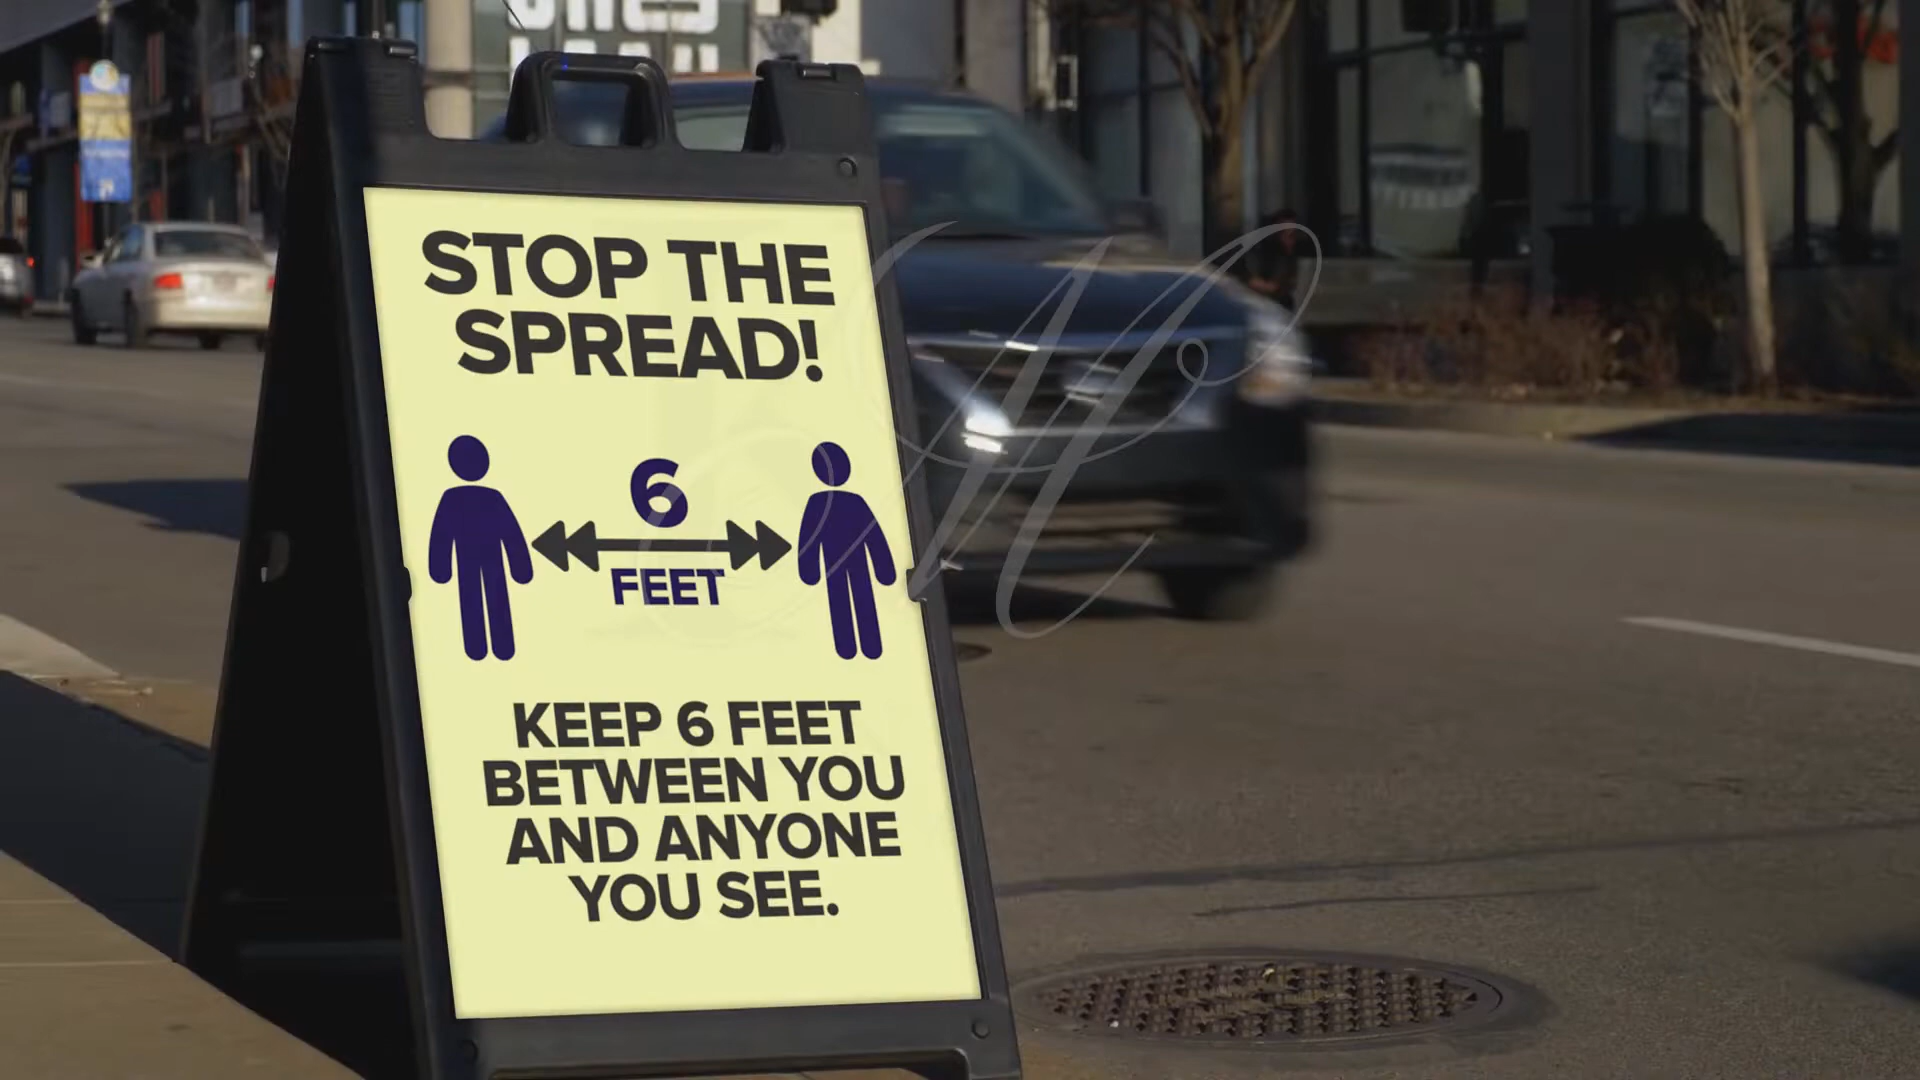 STOP THE
SPREAD!
6
FEET
KEEP 6 FEET
BETWEEN YOU
AND ANYONE
YOU SEE.